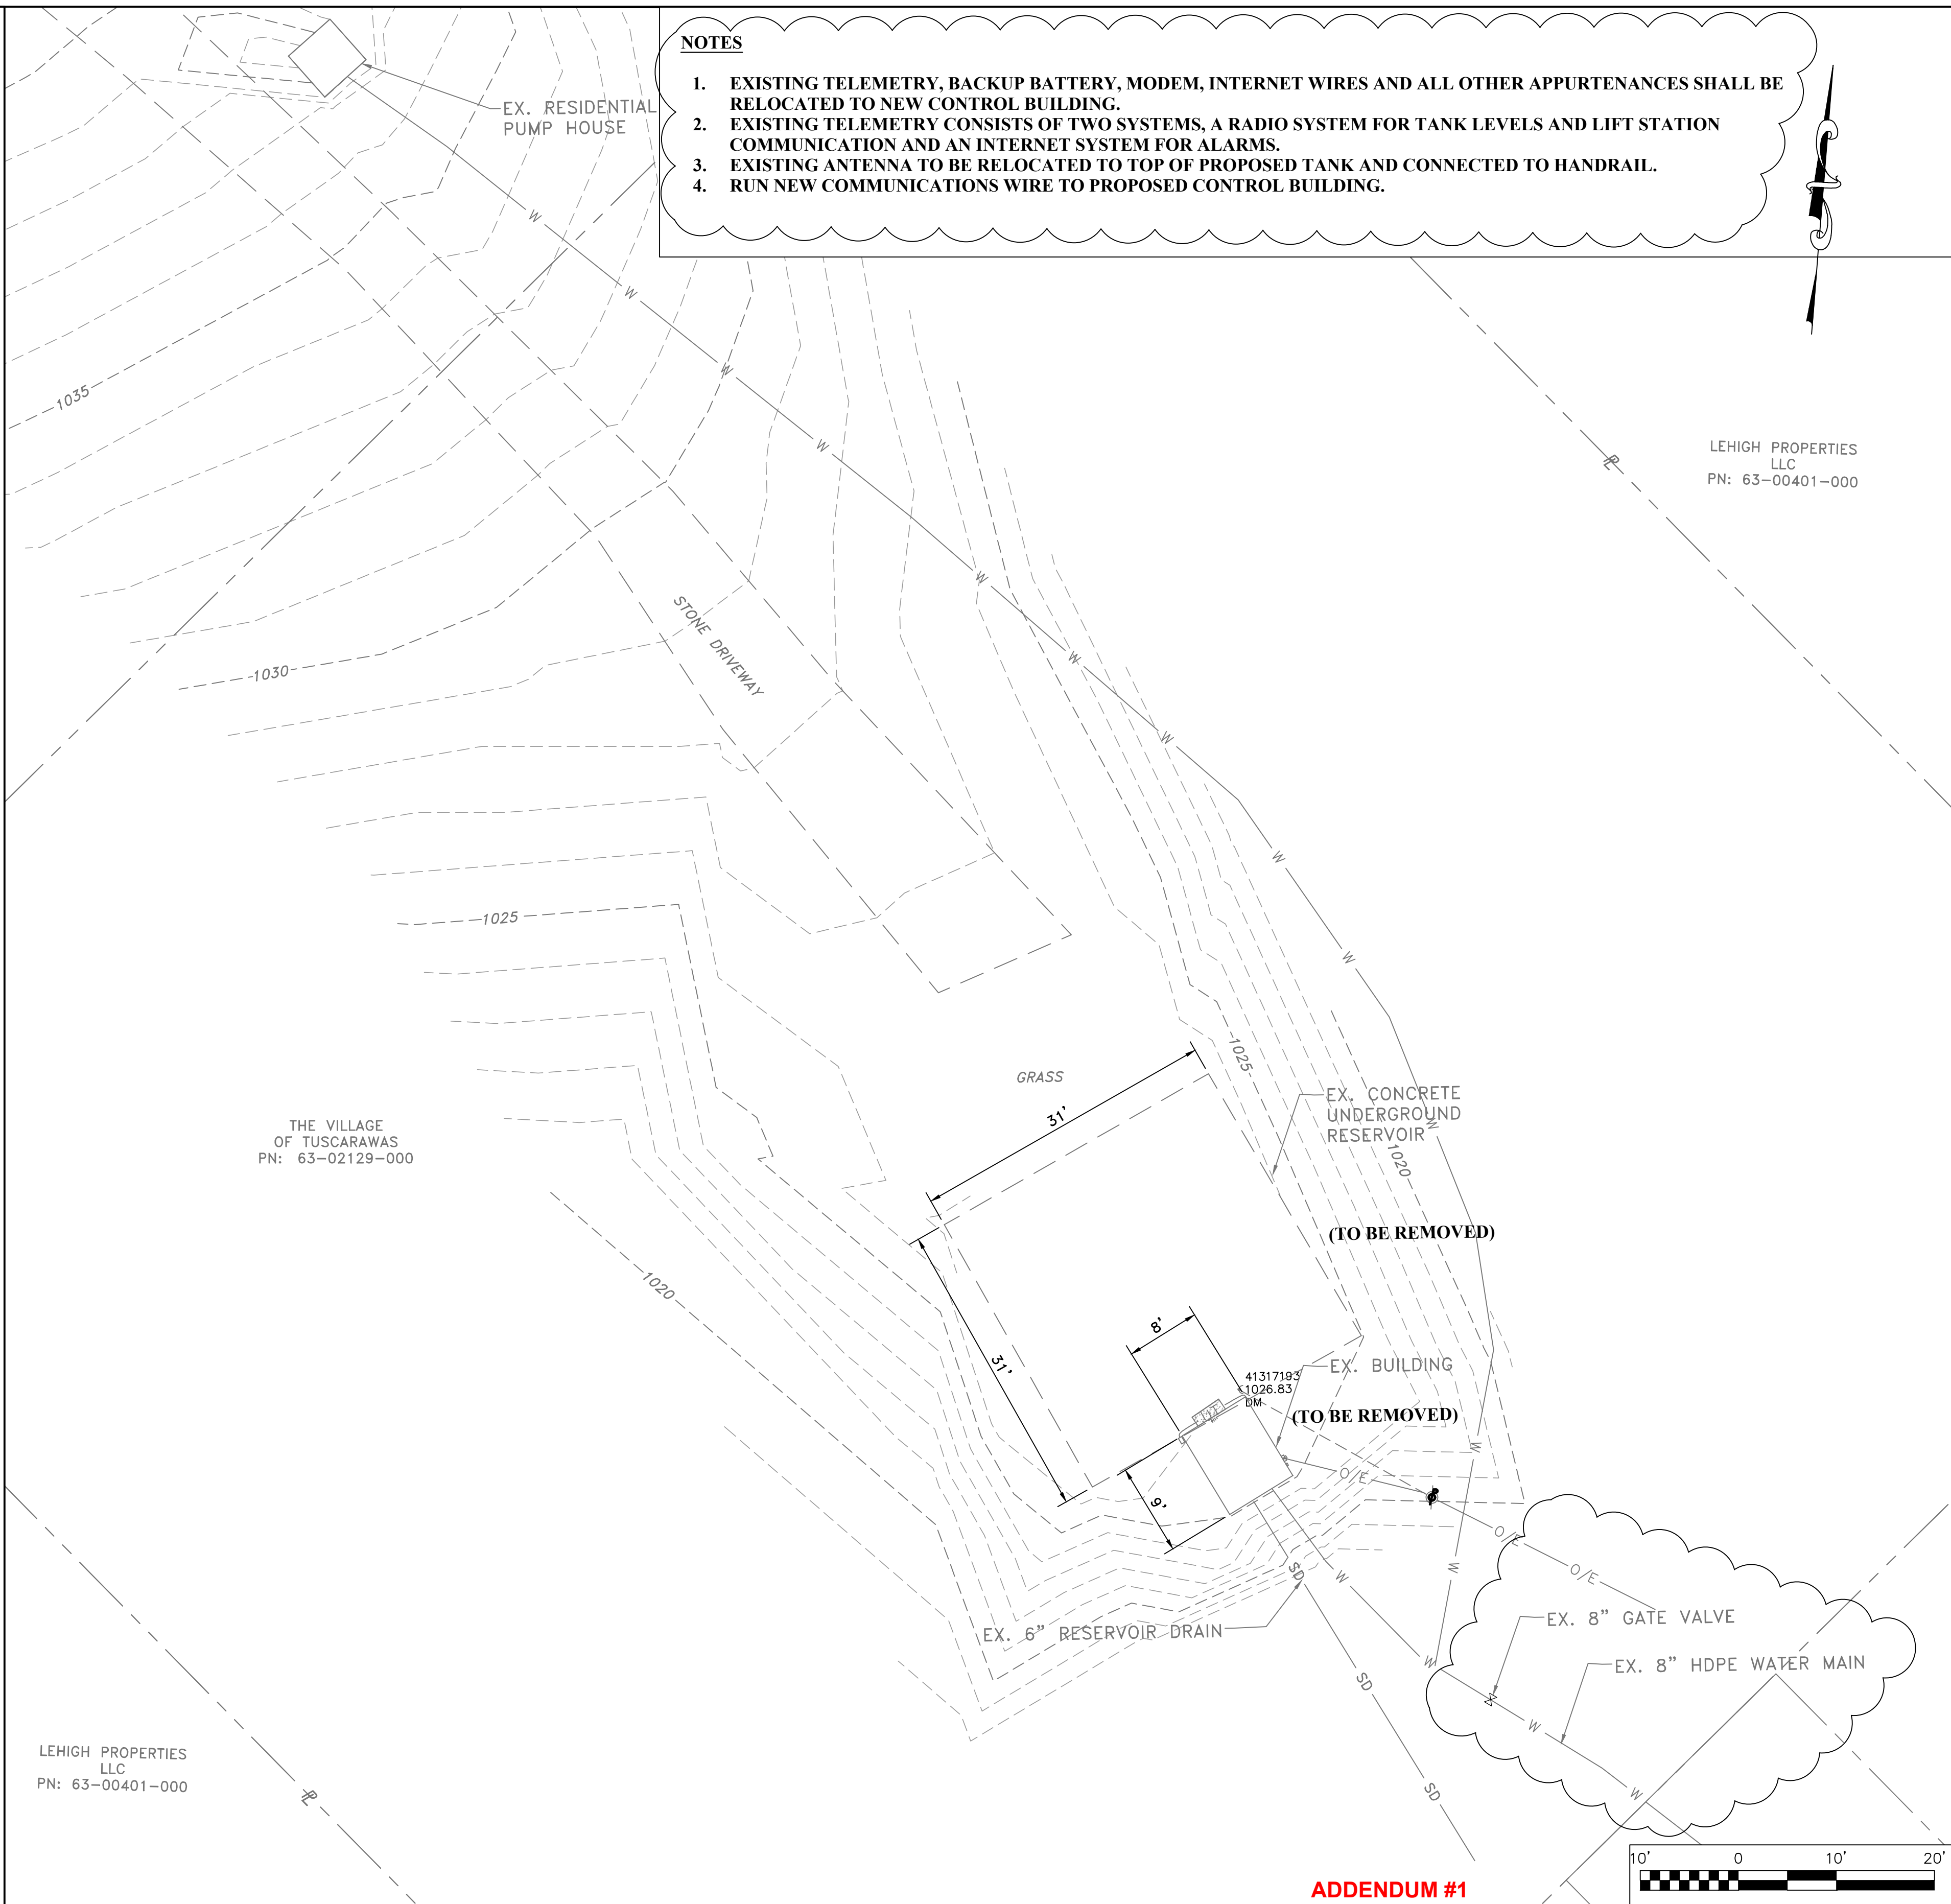 NOTES
1. EXISTING TELEMETRY, BACKUP BATTERY, MODEM, INTERNET WIRES AND ALL OTHER APPURTENANCES SHALL BE
RELOCATED TO NEW CONTROL BUILDING.
2. EXISTING TELEMETRY CONSISTS OF TWO SYSTEMS, A RADIO SYSTEM FOR TANK LEVELS AND LIFT STATION
COMMUNICATION AND AN INTERNET SYSTEM FOR ALARMS.
3. EXISTING ANTENNA TO BE RELOCATED TO TOP OF PROPOSED TANK AND CONNECTED TO HANDRAIL.
4. RUN NEW COMMUNICATIONS WIRE TO PROPOSED CONTROL BUILDING.
EX. RESIDENTIAL
PUMP HOUSE
W
W
W
W
W
W
W
W
W
W
1035
LEHIGH PROPERTIES
LLC
PN: 63-00401-000
PL
STONE DRIVEWAY
1030
1025
GRASS
1025
31'
EX. CONCRETE
UNDERGROUND
RESERVOIR
1020
THE VILLAGE
OF TUSCARAWAS
PN: 63-02129-000
(TO BE REMOVED)
1020
31'
8'
EX. BUILDING
41317193
1026.83
DM
(TO BE REMOVED)
9'
W
O/E
O/E
O/E
W
SD
W
EX. 6" RESERVOIR DRAIN
EX. 8" GATE VALVE
EX. 8" HDPE WATER MAIN
W
SD
W
W
SD
LEHIGH PROPERTIES
LLC
PN: 63-00401-000
PL
10' 0 10' 20'
ADDENDUM #1